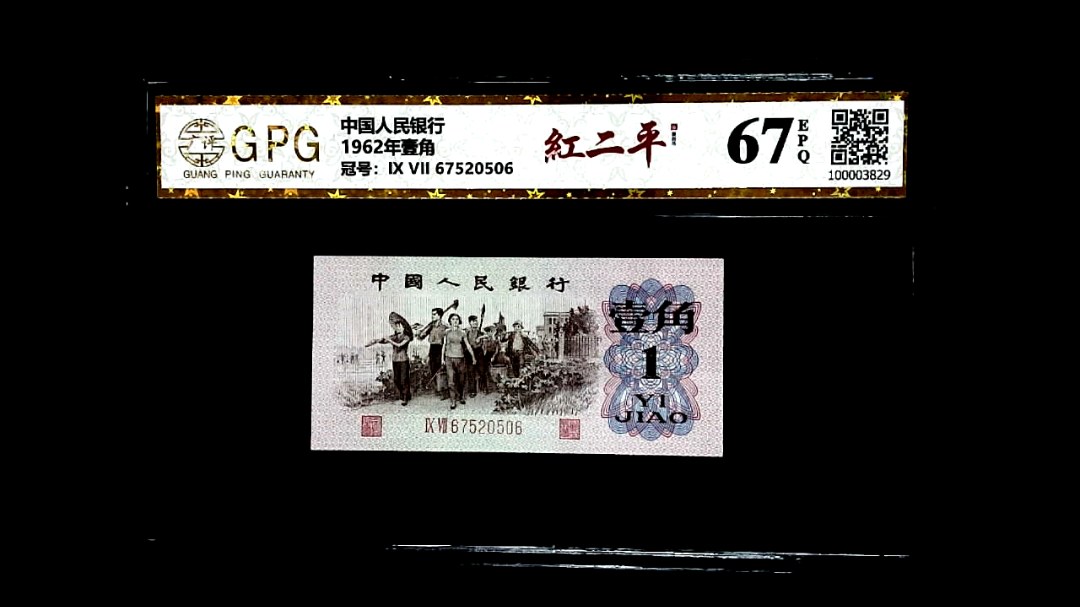 GPG
GUANG PING GUARANTY
中国人民银行
1962年壹角
冠号：IX VII 67520506
紅二平
67
EPQ
100003829
中國人民銀行
壹角
1
YI
JIAO
IX VII 67520506